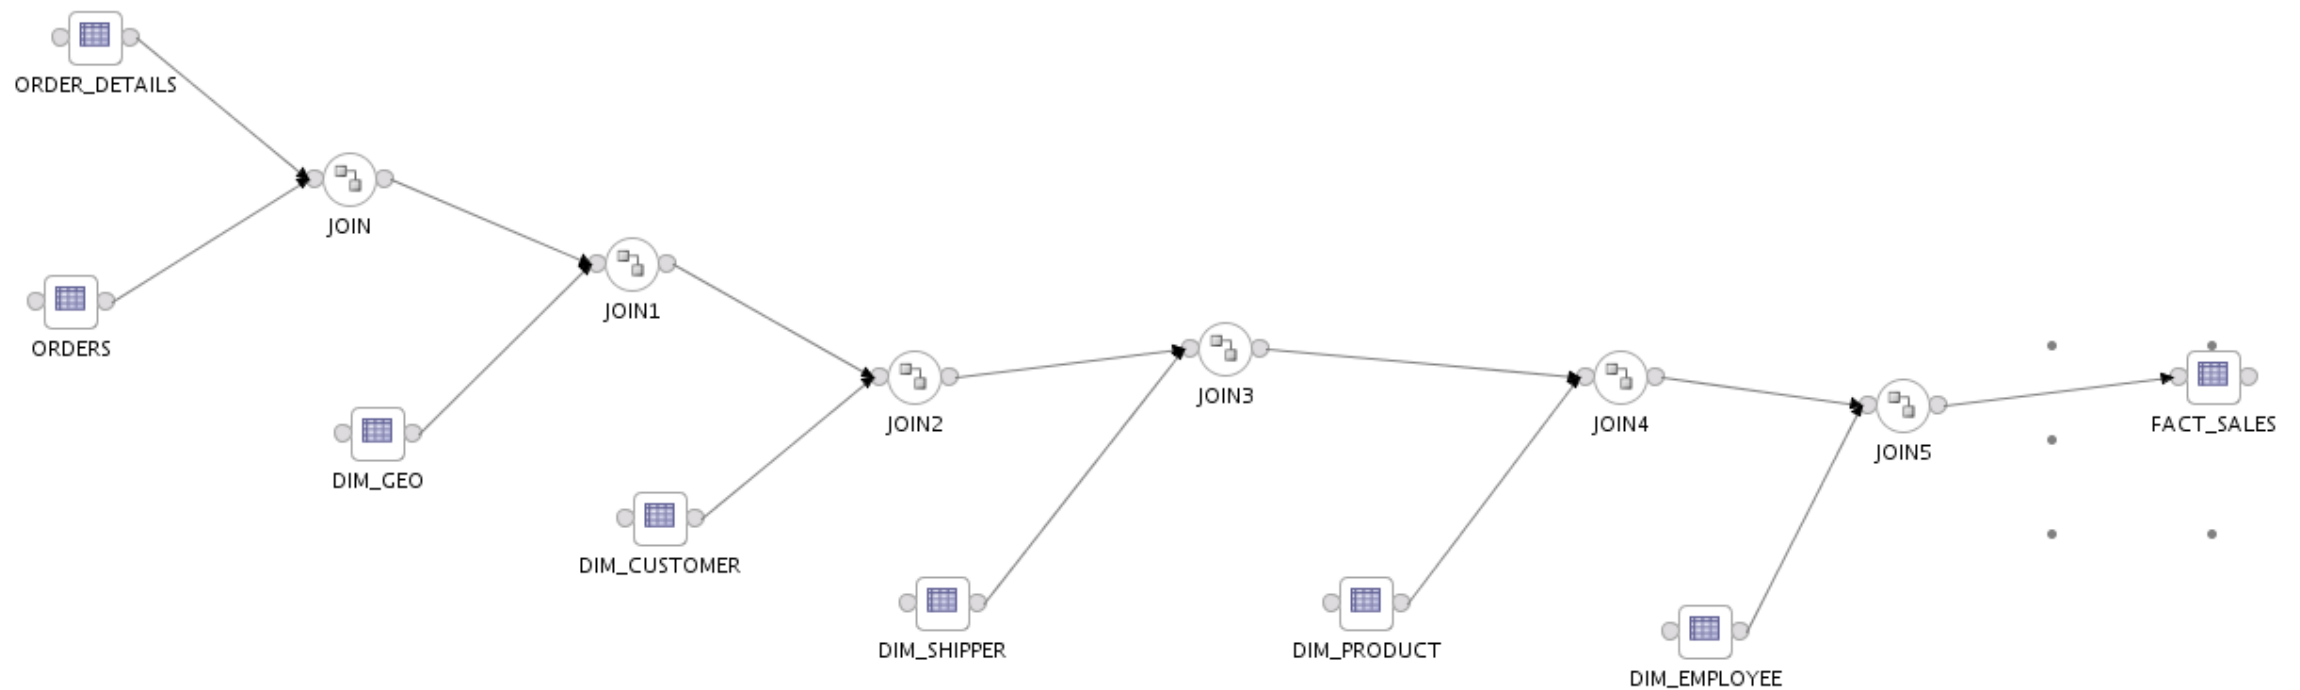 ORDER_DETAILS
JOIN
ORDERS
JOIN1
DIM_GEO
JOIN2
DIM_CUSTOMER
JOIN3
DIM_SHIPPER
JOIN4
DIM_PRODUCT
JOIN5
DIM_EMPLOYEE
FACT_SALES